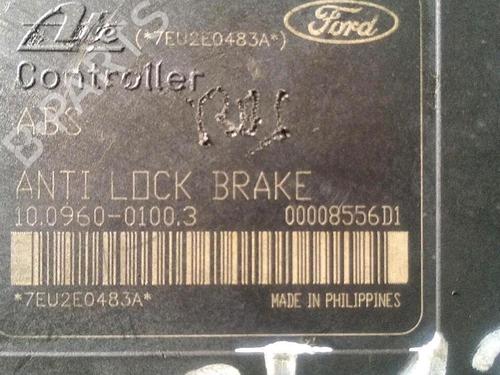 Ate (*7EU2E0483A*) Ford
Controller
ABS
ANTI LOCK BRAKE
10.0960-0100.3 00008556D1
*7EU2E0483A* MADE IN PHILIPPINES